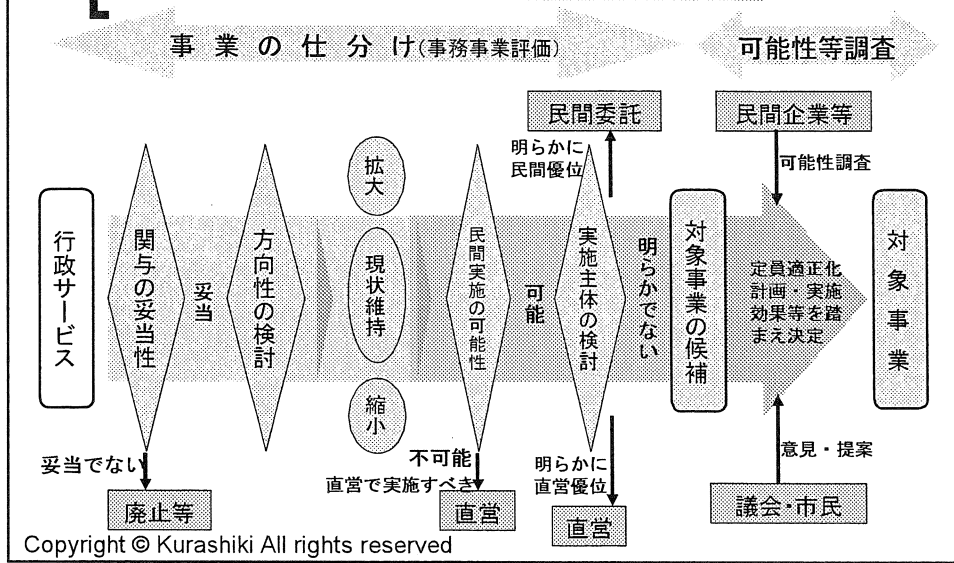 事業の仕分け(事務事業評価)
可能性等調査
民間委託
民間企業等
明らかに
民間優位
可能性調査
行政サービス
関与の妥当性
妥当
方向性の検討
拡大
現状維持
縮小
民間実施の可能性
可能
実施主体の検討
明らかでない
対象事業の候補
定員適正化
計画・実施
効果等を踏
まえ決定
対象事業
妥当でない
廃止等
不可能
直営で実施すべき
直営
明らかに
直営優位
直営
意見・提案
議会・市民
Copyright © Kurashiki All rights reserved